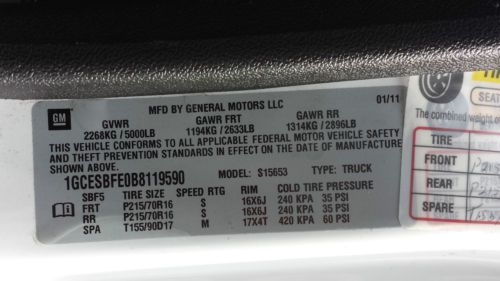 GM
MFD BY GENERAL MOTORS LLC 01/11
GVWR GAWR FRT GAWR RR
2268KG / 5000LB 1194KG / 2633LB 1314KG / 2896LB
THIS VEHICLE CONFORMS TO ALL APPLICABLE FEDERAL MOTOR VEHICLE SAFETY,
BUMPER, AND THEFT PREVENTION STANDARDS IN EFFECT ON THE DATE OF
MANUFACTURE SHOWN ABOVE.
1GCESBFE0B8119590 S15653 TYPE: TRUCK
SBF5 TIRE SIZE SPEED RTG RIM COLD TIRE PRESSURE
FRT P215/70R16 S 16X6J 240 KPA 35 PSI
RR P215/70R16 S 16X6J 240 KPA 35 PSI
SPA T155/90D17 M 17X4T 420 KPA 60 PSI
SEAT
The combined weight of
TIRE
FRONT
REAR
SPARE